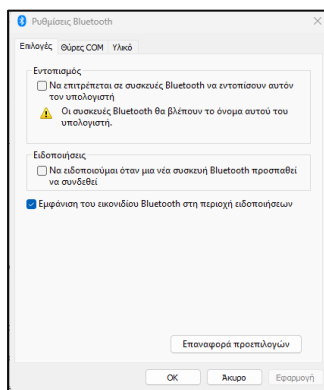 Ρυθμίσεις Bluetooth
Επιλογές Θύρες COM Υλικό
Εντοπισμός
Να επιτρέπεται σε συσκευές Bluetooth να εντοπίσουν αυτόν
τον υπολογιστή
Οι συσκευές Bluetooth θα βλέπουν το όνομα αυτού του
υπολογιστή.
Ειδοποιήσεις
Να ειδοποιούμαι όταν μια νέα συσκευή Bluetooth προσπαθεί
να συνδεθεί
Εμφάνιση του εικονιδίου Bluetooth στη περιοχή ειδοποιήσεων
Επαναφορά προεπιλογών
OK Άκυρο Εφαρμογή